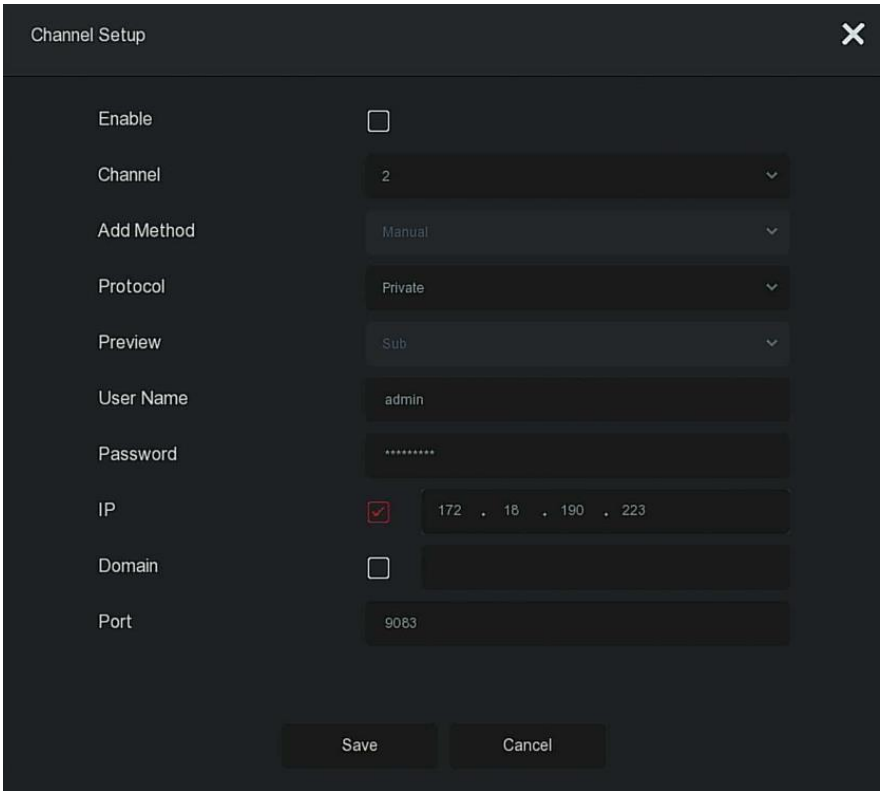 Channel Setup
Enable
Channel 2
Add Method Manual
Protocol Private
Preview Sub
User Name admin
Password *********
IP 172 . 18 . 190 . 223
Domain
Port 9083
Save Cancel